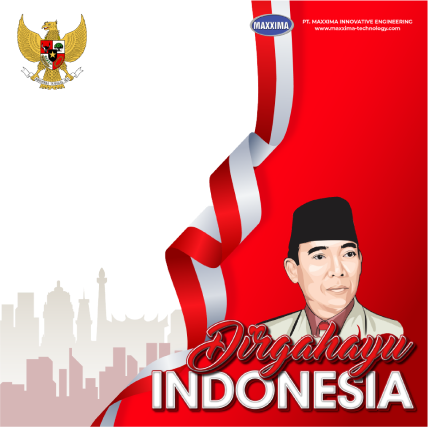 MAXXIMA
PT. MAXXIMA INNOVATIVE ENGINEERING
www.maxxima-technology.com
Dirgahayu
INDONESIA